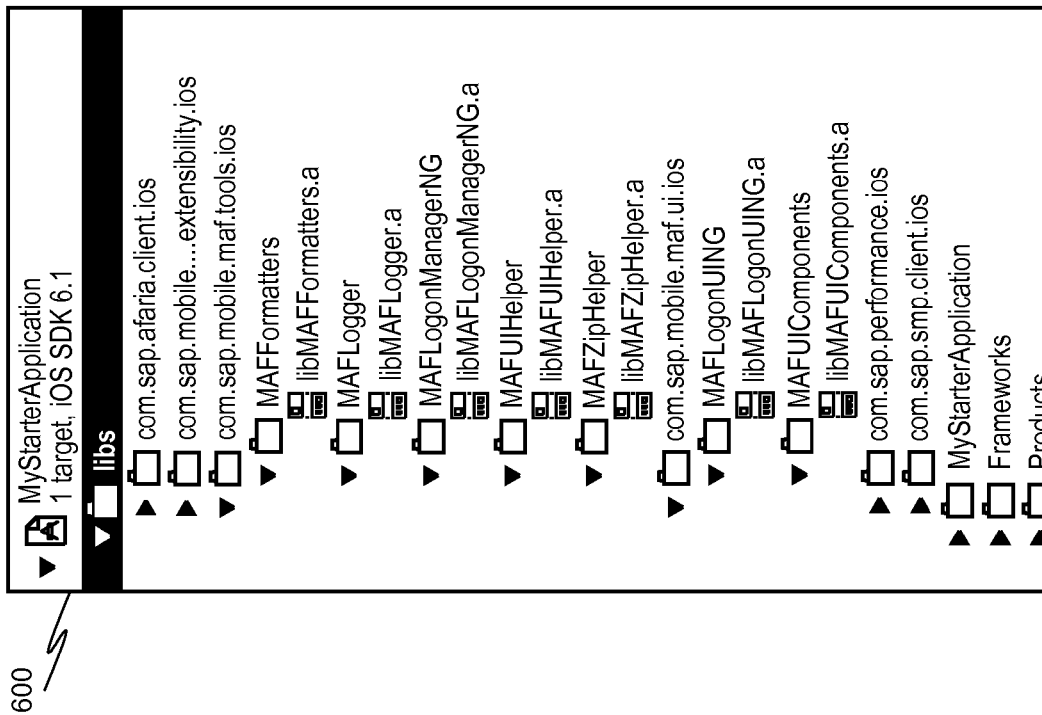 600
MyStarterApplication
1 target, iOS SDK 6.1
libs
com.sap.afaria.client.ios
com.sap.mobile....extensibility.ios
com.sap.mobile.maf.tools.ios
MAFFormatters
libMAFFormatters.a
MAFLogger
libMAFLogger.a
MAFLogonManagerNG
libMAFLogonManagerNG.a
MAFUIHelper
libMAFUIHelper.a
MAFZipHelper
libMAFZipHelper.a
com.sap.mobile.maf.ui.ios
MAFLogonUING
libMAFLogonUING.a
MAFUIComponents
libMAFUIComponents.a
com.sap.performance.ios
com.sap.smp.client.ios
MyStarterApplication
Frameworks
Products